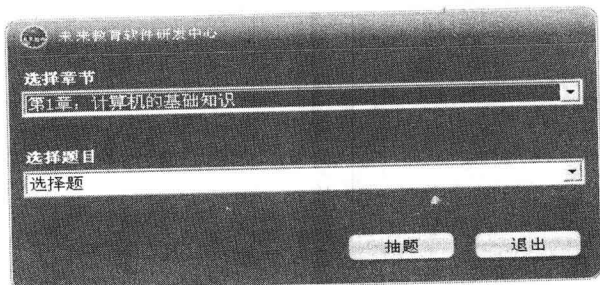 未来教育软件研发中心
选择章节
第1章：计算机的基础知识
选择题目
选择题
抽题
退出